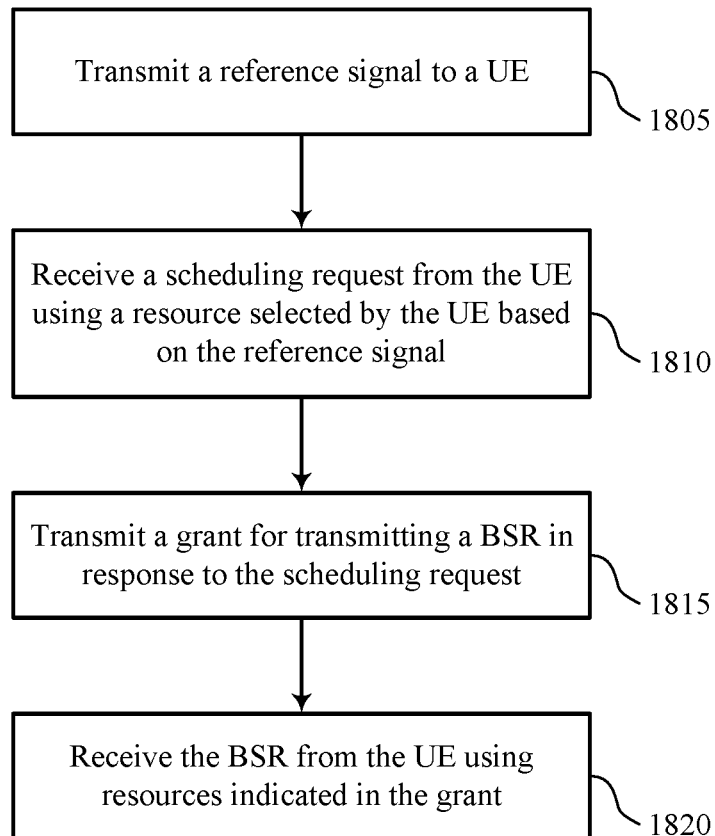 Transmit a reference signal to a UE
1805
Receive a scheduling request from the UE
using a resource selected by the UE based
on the reference signal
1810
Transmit a grant for transmitting a BSR in
response to the scheduling request
1815
Receive the BSR from the UE using
resources indicated in the grant
1820